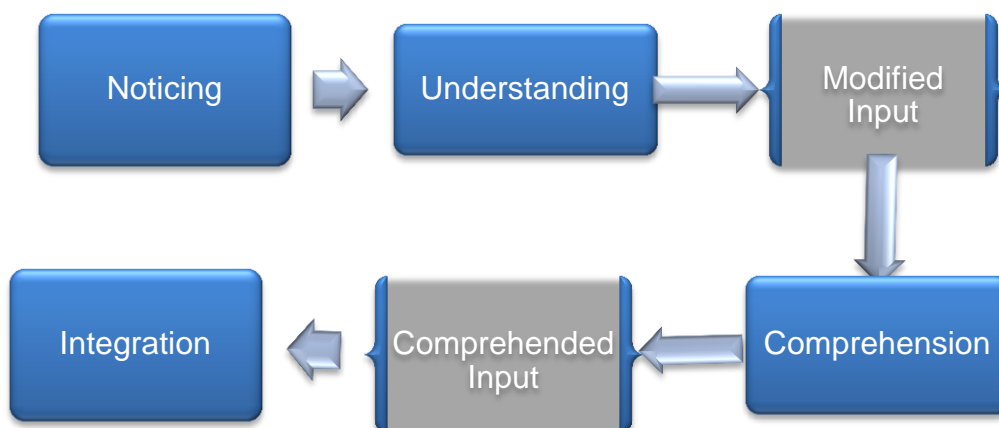 Noticing
Understanding
Modified
Input
Comprehension
Comprehended
Input
Integration